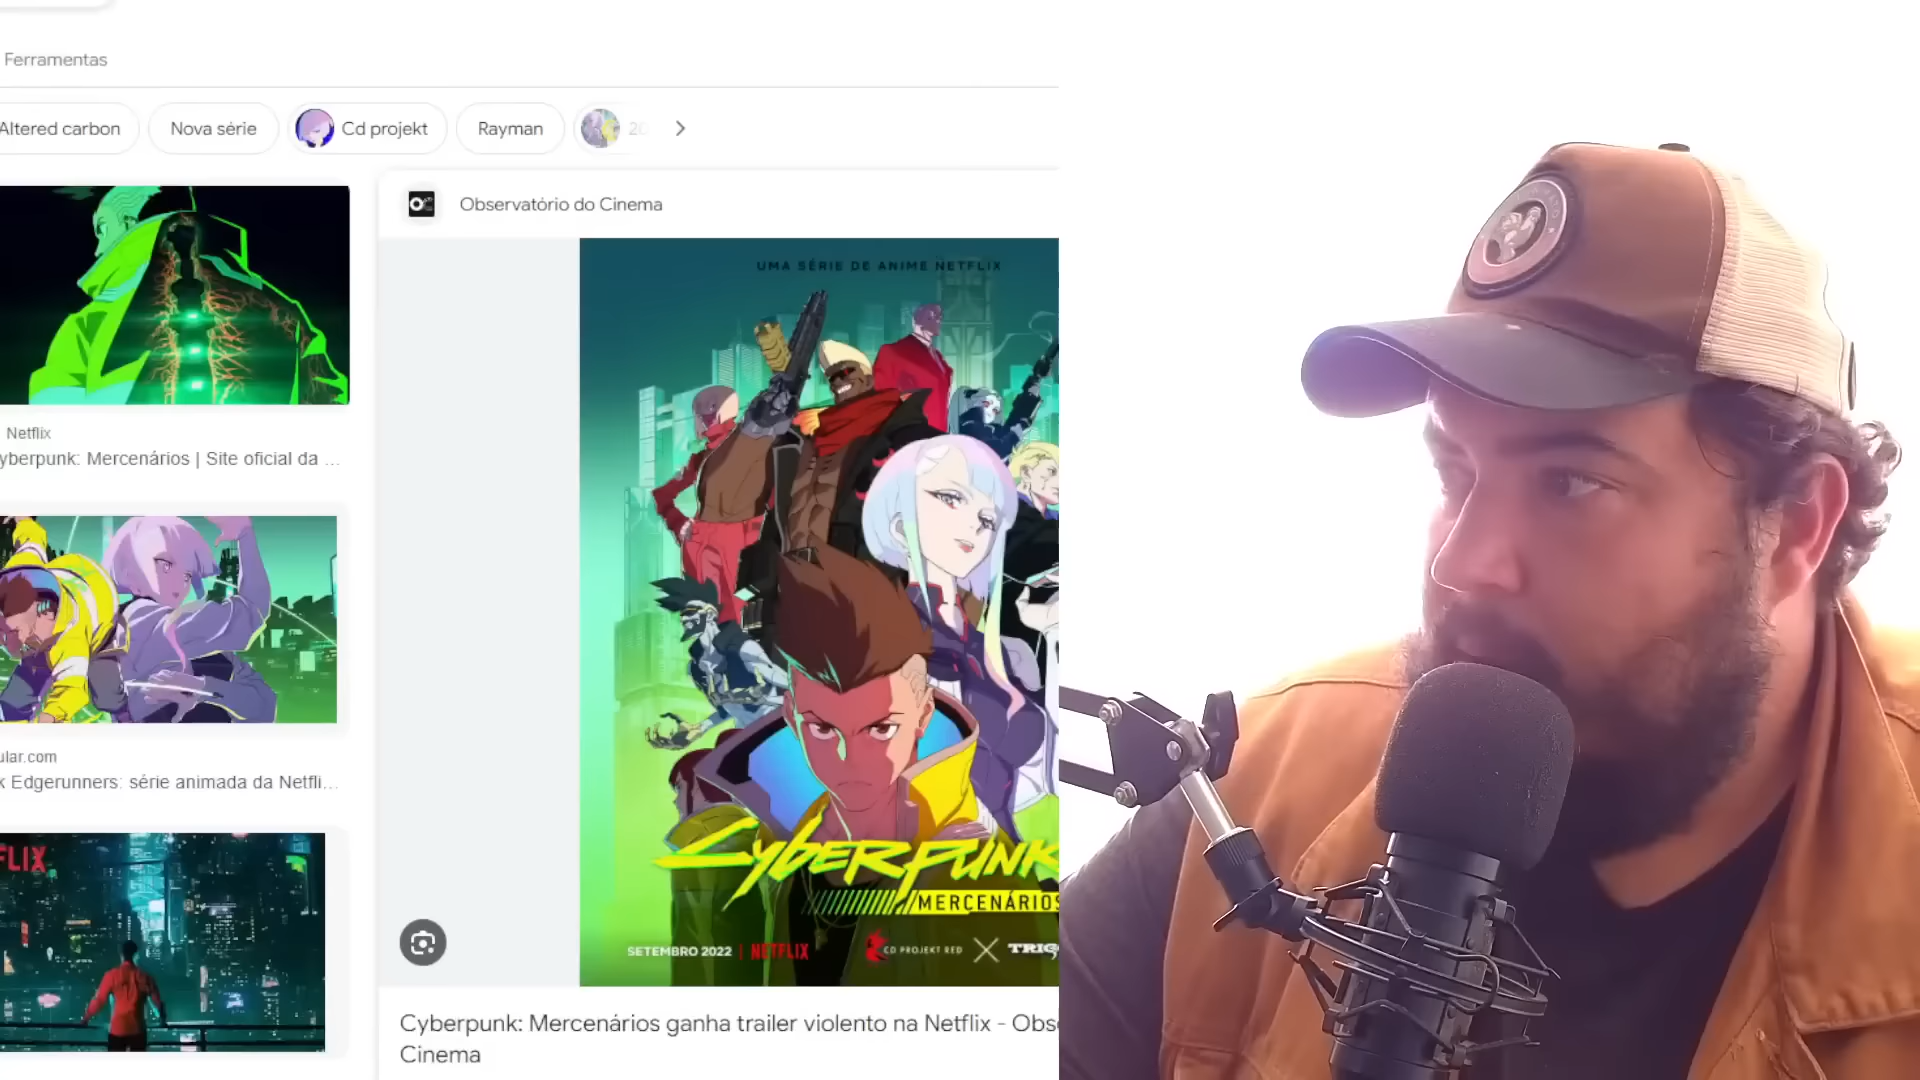 Ferramentas
Altered carbon
Nova série
Cd projekt
Rayman
20
Observatório do Cinema
UMA SÉRIE DE ANIME NETFLIX
Netflix
yberpunk: Mercenários | Site oficial da ...
ular.com
k Edgerunners: série animada da Netfli...
FLIX
CYBERPUNK
MERCENÁRIOS
SETEMBRO 2022 | NETFLIX
CD PROJEKT RED
TRIG
Cyberpunk: Mercenários ganha trailer violento na Netflix - Obs
Cinema